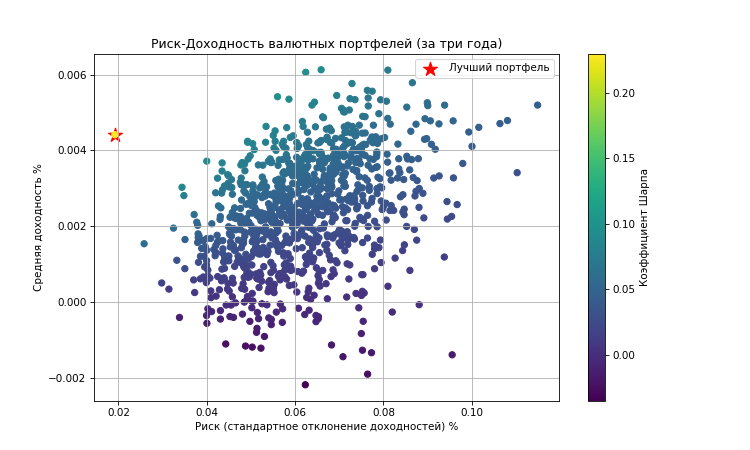 Риск-Доходность валютных портфелей (за три года)
Лучший портфель
0.006
0.004
0.002
0.000
−0.002
Средняя доходность %
0.02 0.04 0.06 0.08 0.10
Риск (стандартное отклонение доходностей) %
0.20
0.15
0.10
0.05
0.00
Коэффициент Шарпа